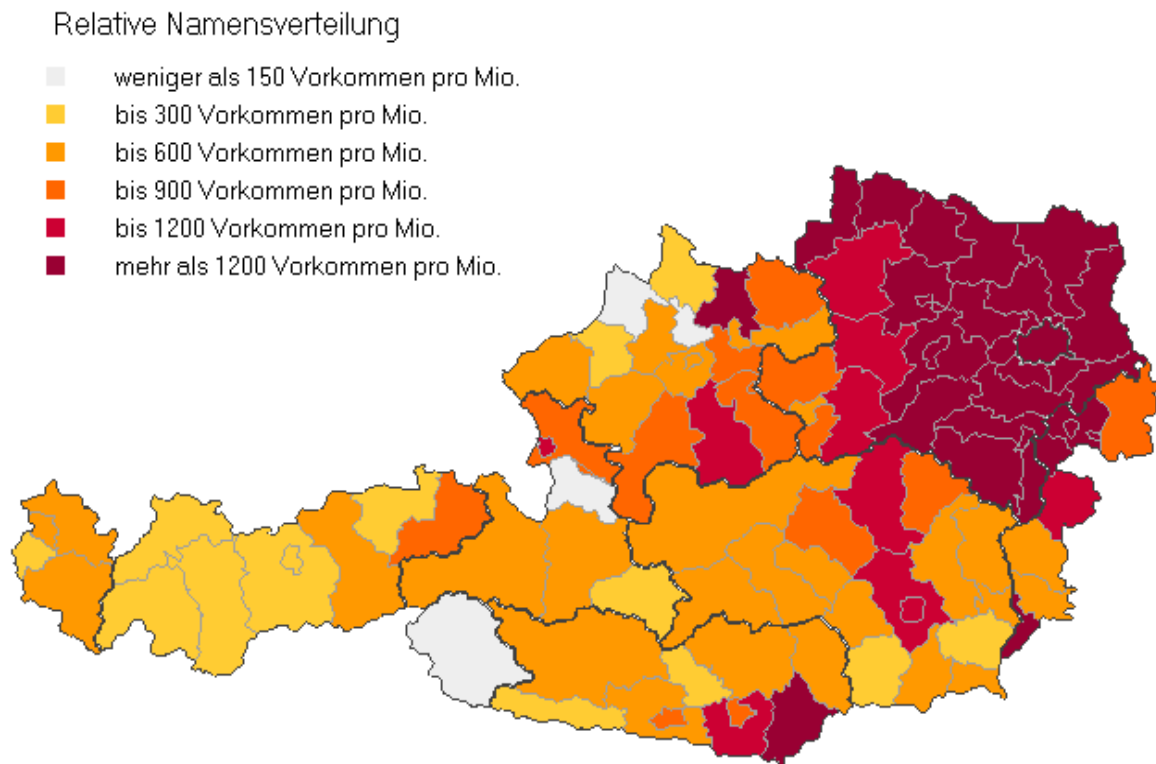 Relative Namensverteilung
weniger als 150 Vorkommen pro Mio.
bis 300 Vorkommen pro Mio.
bis 600 Vorkommen pro Mio.
bis 900 Vorkommen pro Mio.
bis 1200 Vorkommen pro Mio.
mehr als 1200 Vorkommen pro Mio.